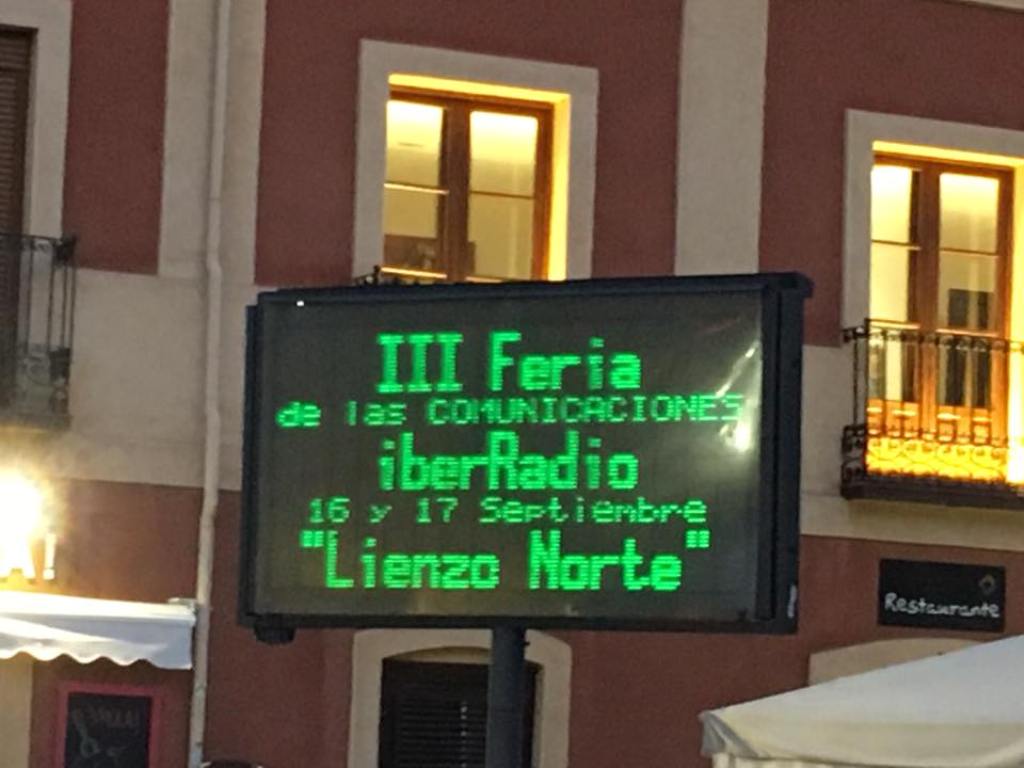 III Feria
de las COMUNICACIONES
iberRadio
16 y 17 Septiembre
"Lienzo Norte"
Restaurante